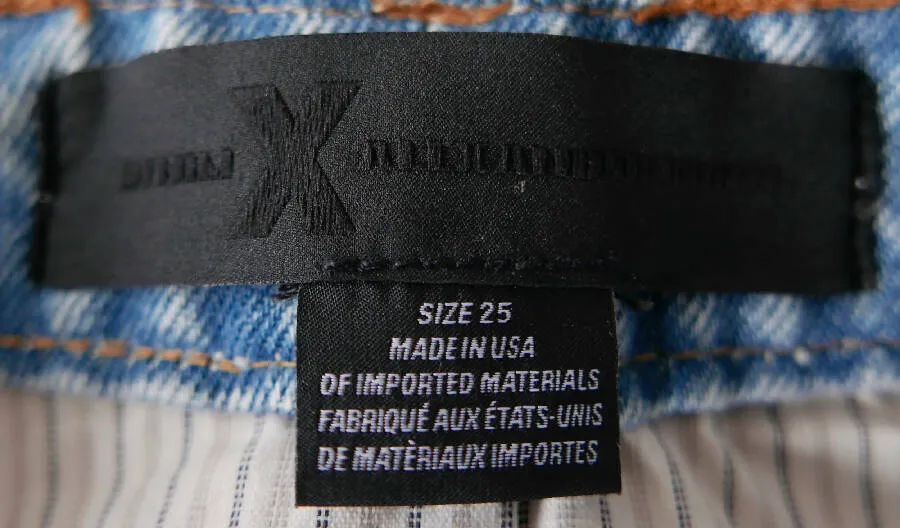 X
SIZE 25
MADE IN USA
OF IMPORTED MATERIALS
FABRIQUÉ AUX ÉTATS-UNIS
DE MATÈRIAUX IMPORTES